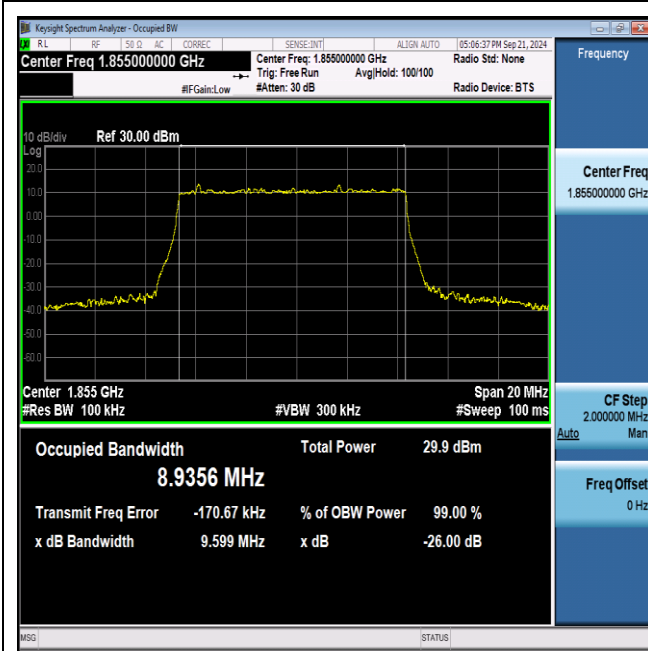 Keysight Spectrum Analyzer - Occupied BW
RL RF 50 Ω AC CORREC SENSE:INT ALIGN AUTO 05:06:37 PM Sep 21, 2024
Center Freq 1.855000000 GHz
Center Freq: 1.855000000 GHz
Radio Std: None
Trig: Free Run Avg|Hold: 100/100
#IFGain:Low
#Atten: 30 dB
Radio Device: BTS
10 dB/div Ref 30.00 dBm
Log
20.0
10.0
0.00
-10.0
-20.0
-30.0
-40.0
-50.0
-60.0
Center 1.855 GHz
Span 20 MHz
#Res BW 100 kHz
#VBW 300 kHz
#Sweep 100 ms
Occupied Bandwidth
Total Power 29.9 dBm
8.9356 MHz
Transmit Freq Error -170.67 kHz
% of OBW Power 99.00 %
x dB Bandwidth 9.599 MHz
x dB -26.00 dB
MSG
STATUS
Frequency
Center Freq
1.855000000 GHz
CF Step
2.000000 MHz
Auto Man
Freq Offset
0 Hz